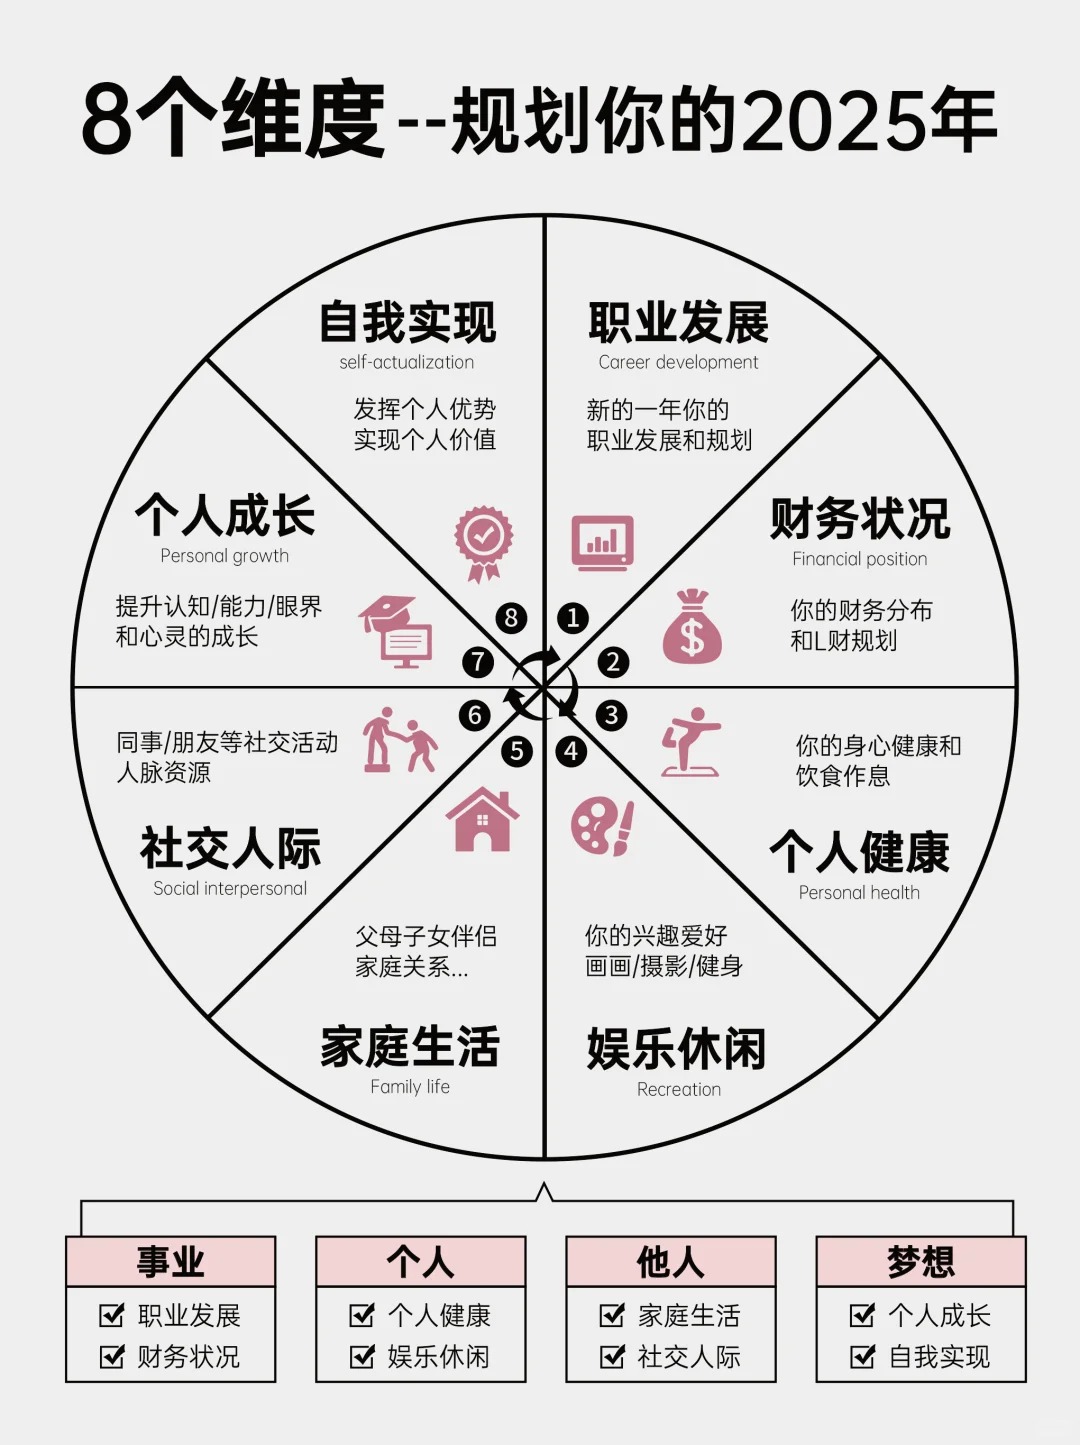 8个维度--规划你的2025年
自我实现
self-actualization
发挥个人优势
实现个人价值
职业发展
Career development
新的一年你的
职业发展和规划
个人成长
Personal growth
提升认知/能力/眼界
和心灵的成长
财务状况
Financial position
你的财务分布
和L财规划
8
1
7
2
6
3
5
4
同事/朋友等社交活动
人脉资源
社交人际
Social interpersonal
你的身心健康和
饮食作息
个人健康
Personal health
父母子女伴侣
家庭关系...
家庭生活
Family life
你的兴趣爱好
画画/摄影/健身
娱乐休闲
Recreation
事业
职业发展
财务状况
个人
个人健康
娱乐休闲
他人
家庭生活
社交人际
梦想
个人成长
自我实现